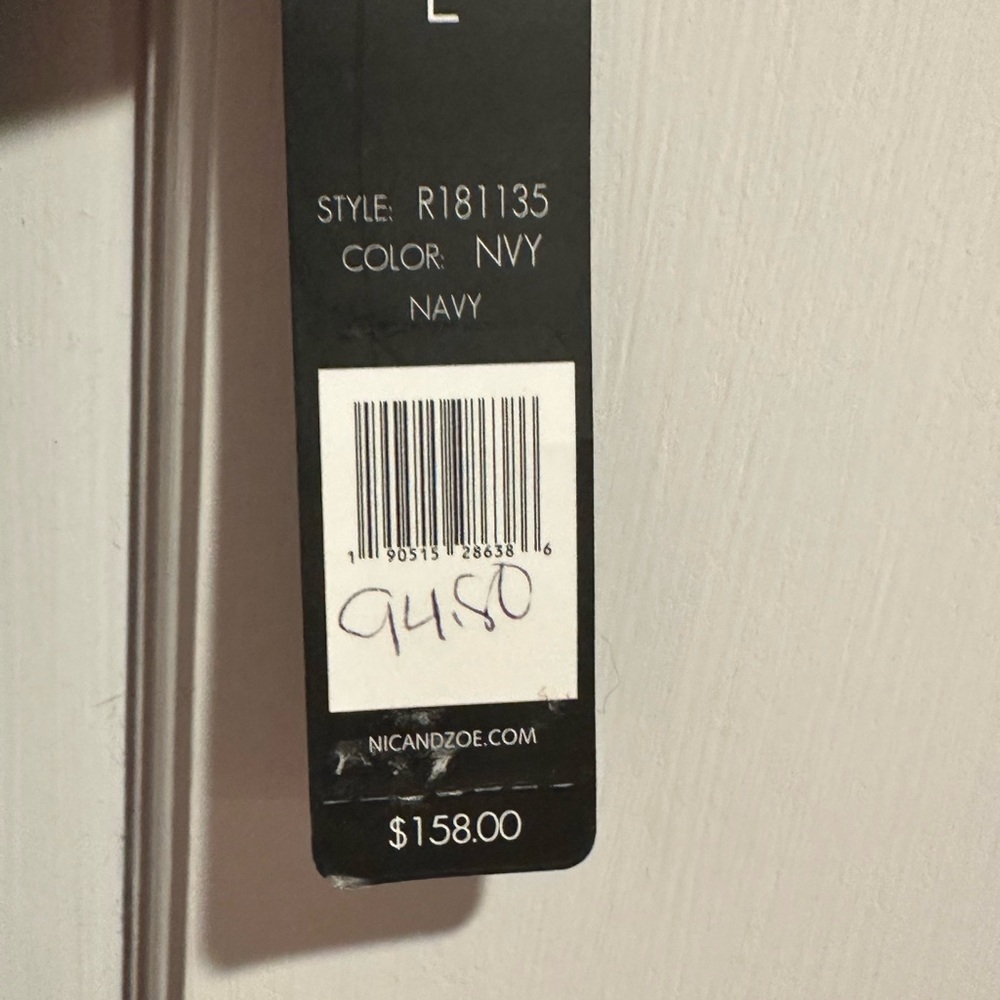 L
STYLE: R181135
COLOR: NVY
NAVY
1 90515 28638 6
94.80
NICANDZOE.COM
$158.00